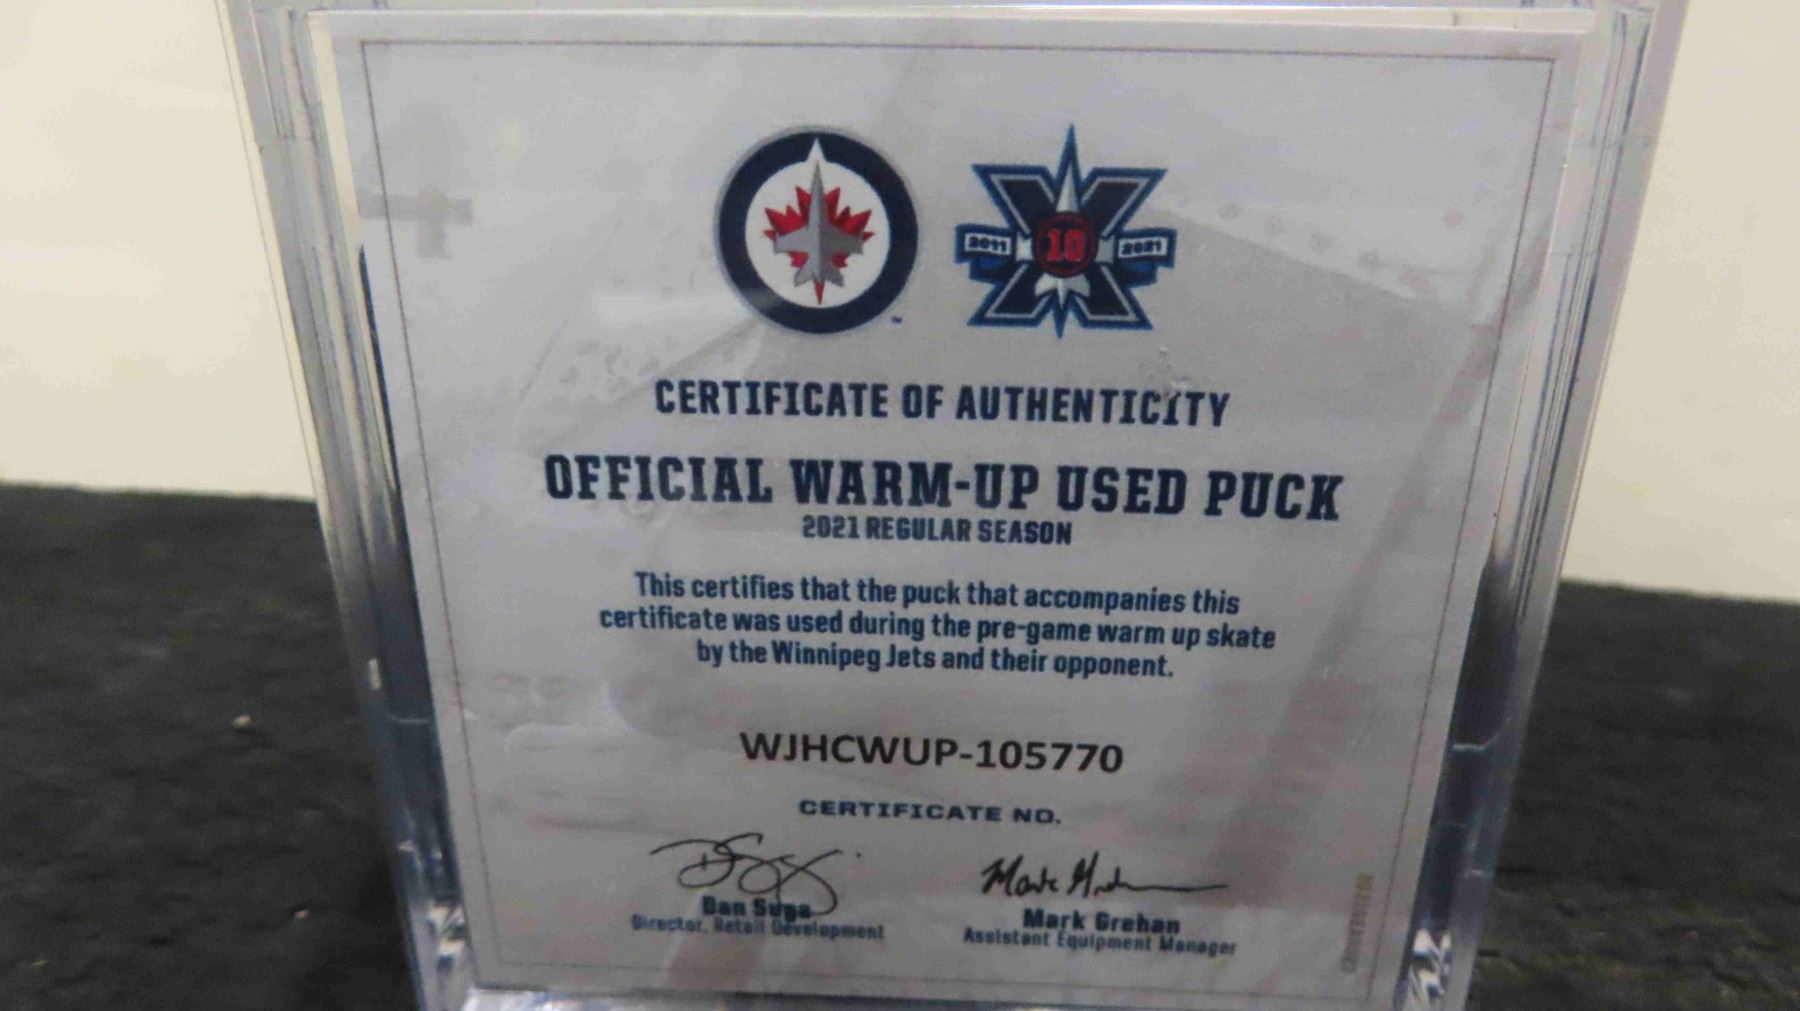 2011 10 2021
CERTIFICATE OF AUTHENTICITY
OFFICIAL WARM-UP USED PUCK
2021 REGULAR SEASON
This certifies that the puck that accompanies this
certificate was used during the pre-game warm up skate
by the Winnipeg Jets and their opponent.
WJHCWUP-105770
CERTIFICATE NO.
Dan Suga
Director, Retail Development
Mark Grehan
Assistant Equipment Manager